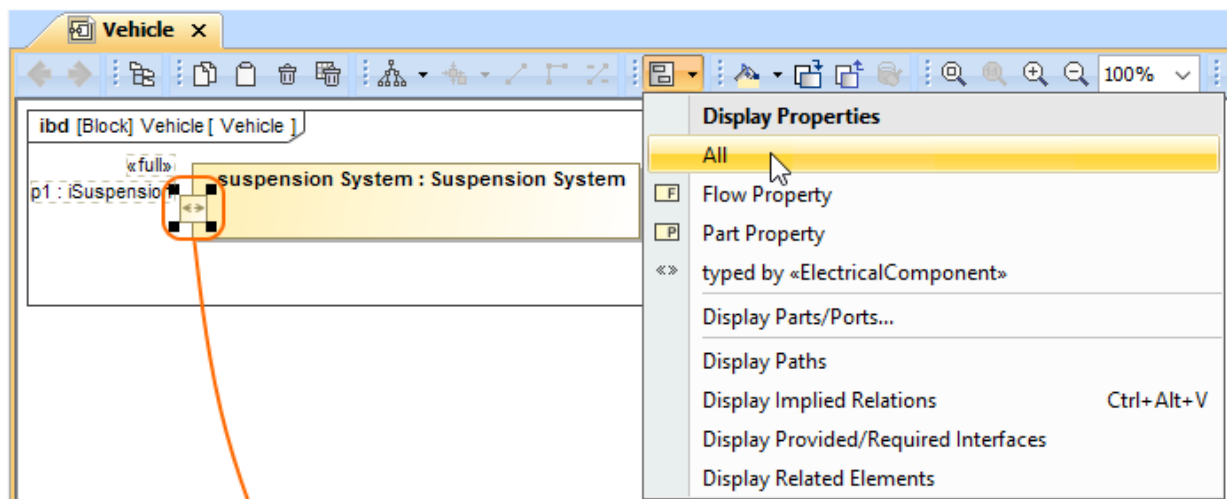 Vehicle
100%
ibd [Block] Vehicle [ Vehicle ]
«full»
p1 : iSuspension
suspension System : Suspension System
Display Properties
All
F Flow Property
P Part Property
«» typed by «ElectricalComponent»
Display Parts/Ports...
Display Paths
Display Implied Relations Ctrl+Alt+V
Display Provided/Required Interfaces
Display Related Elements